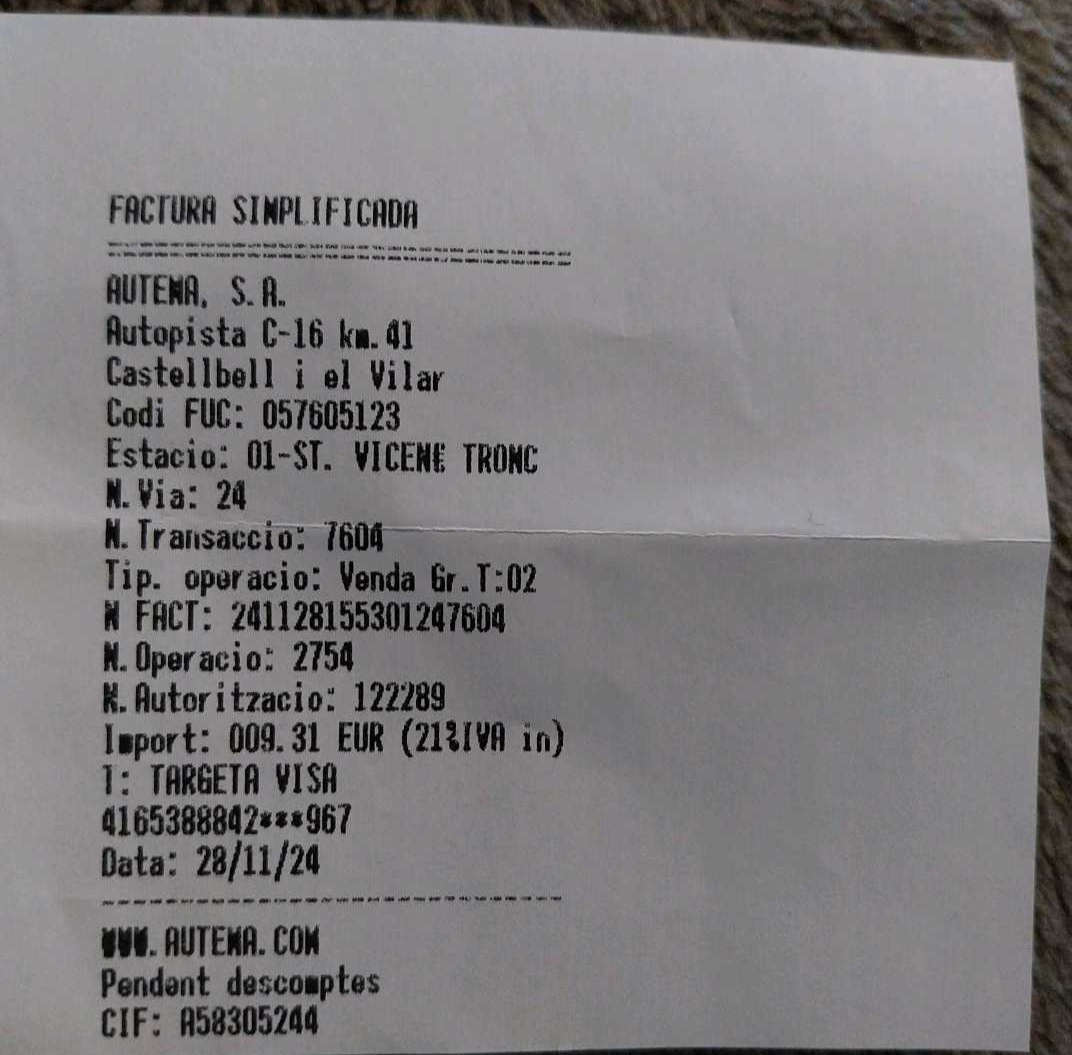 FACTURA SIMPLIFICADA
AUTEMA, S.A.
Autopista C-16 km.41
Castellbell i el Vilar
Codi FUC: 057605123
Estacio: 01-ST. VICENÉ TRONC
N.Via: 24
N.Transaccio: 7604
Tip. operacio: Venda Gr.T:02
N FACT: 241128155301247604
N.Operacio: 2754
N.Autoritzacio: 122289
Import: 009.31 EUR (21%IVA in)
T: TARGETA VISA
4165388842***967
Data: 28/11/24
WWW.AUTEMA.COM
Pendent descomptes
CIF: A58305244